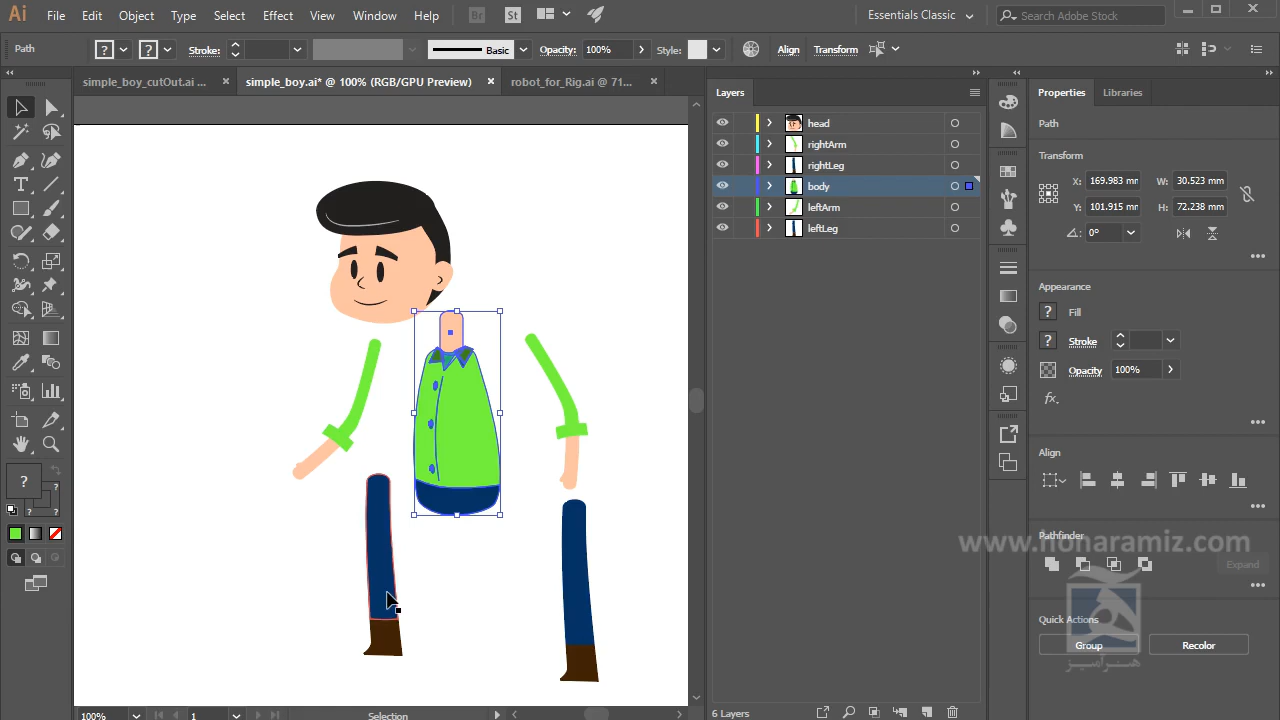 Ai File Edit Object Type Select Effect View Window Help Br St Essentials Classic Search Adobe Stock
Path ? ? Stroke: Basic Opacity: 100% Style: Align Transform
simple_boy_cutOut.ai ... simple_boy.ai* @ 100% (RGB/GPU Preview) robot_for_Rig.ai @ 71...
Layers
head
rightArm
rightLeg
body
leftArm
leftLeg
6 Layers
Properties Libraries
Path
Transform
X: 169.983 mm W: 30.523 mm
Y: 101.915 mm H: 72.238 mm
0°
Appearance
? Fill
? Stroke
Opacity 100%
fx.
Align
Pathfinder
Expand
Quick Actions
Group Recolor
www.honaramiz.com
هنرآمیز
T
?
?
? ?
100% 1 Selection